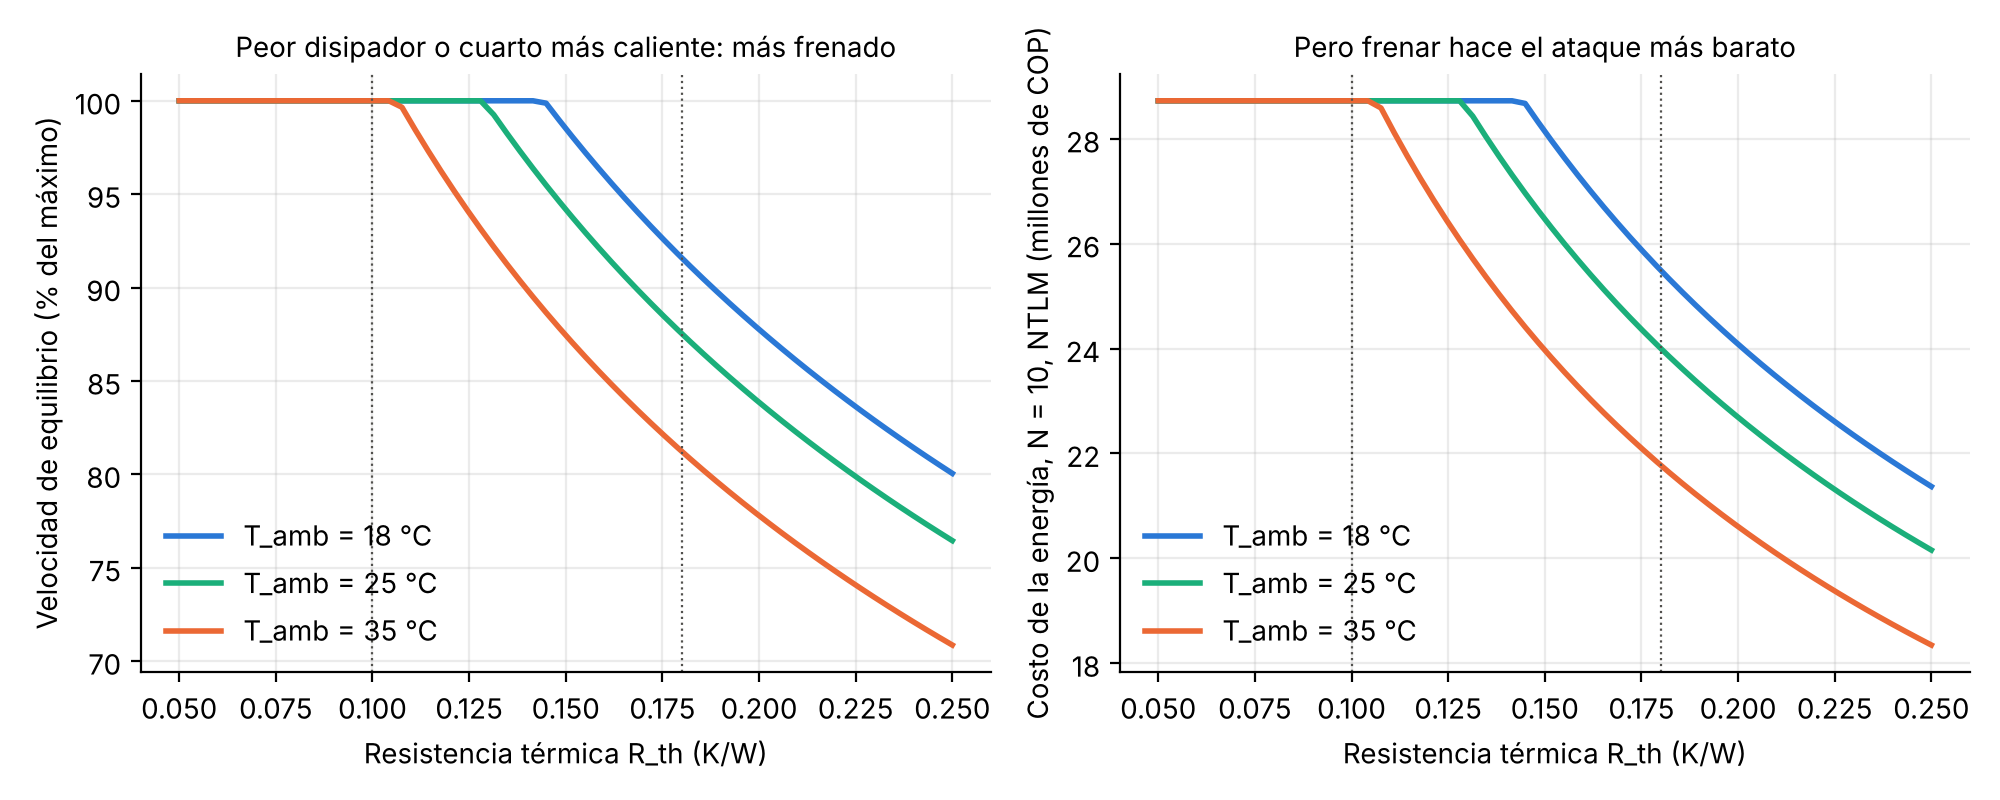 Peor disipador o cuarto más caliente: más frenado
Velocidad de equilibrio (% del máximo)
100
95
90
85
80
75
70
T_amb = 18 °C
T_amb = 25 °C
T_amb = 35 °C
0.050 0.075 0.100 0.125 0.150 0.175 0.200 0.225 0.250
Resistencia térmica R_th (K/W)
Pero frenar hace el ataque más barato
Costo de la energía, N = 10, NTLM (millones de COP)
28
26
24
22
20
18
T_amb = 18 °C
T_amb = 25 °C
T_amb = 35 °C
0.050 0.075 0.100 0.125 0.150 0.175 0.200 0.225 0.250
Resistencia térmica R_th (K/W)